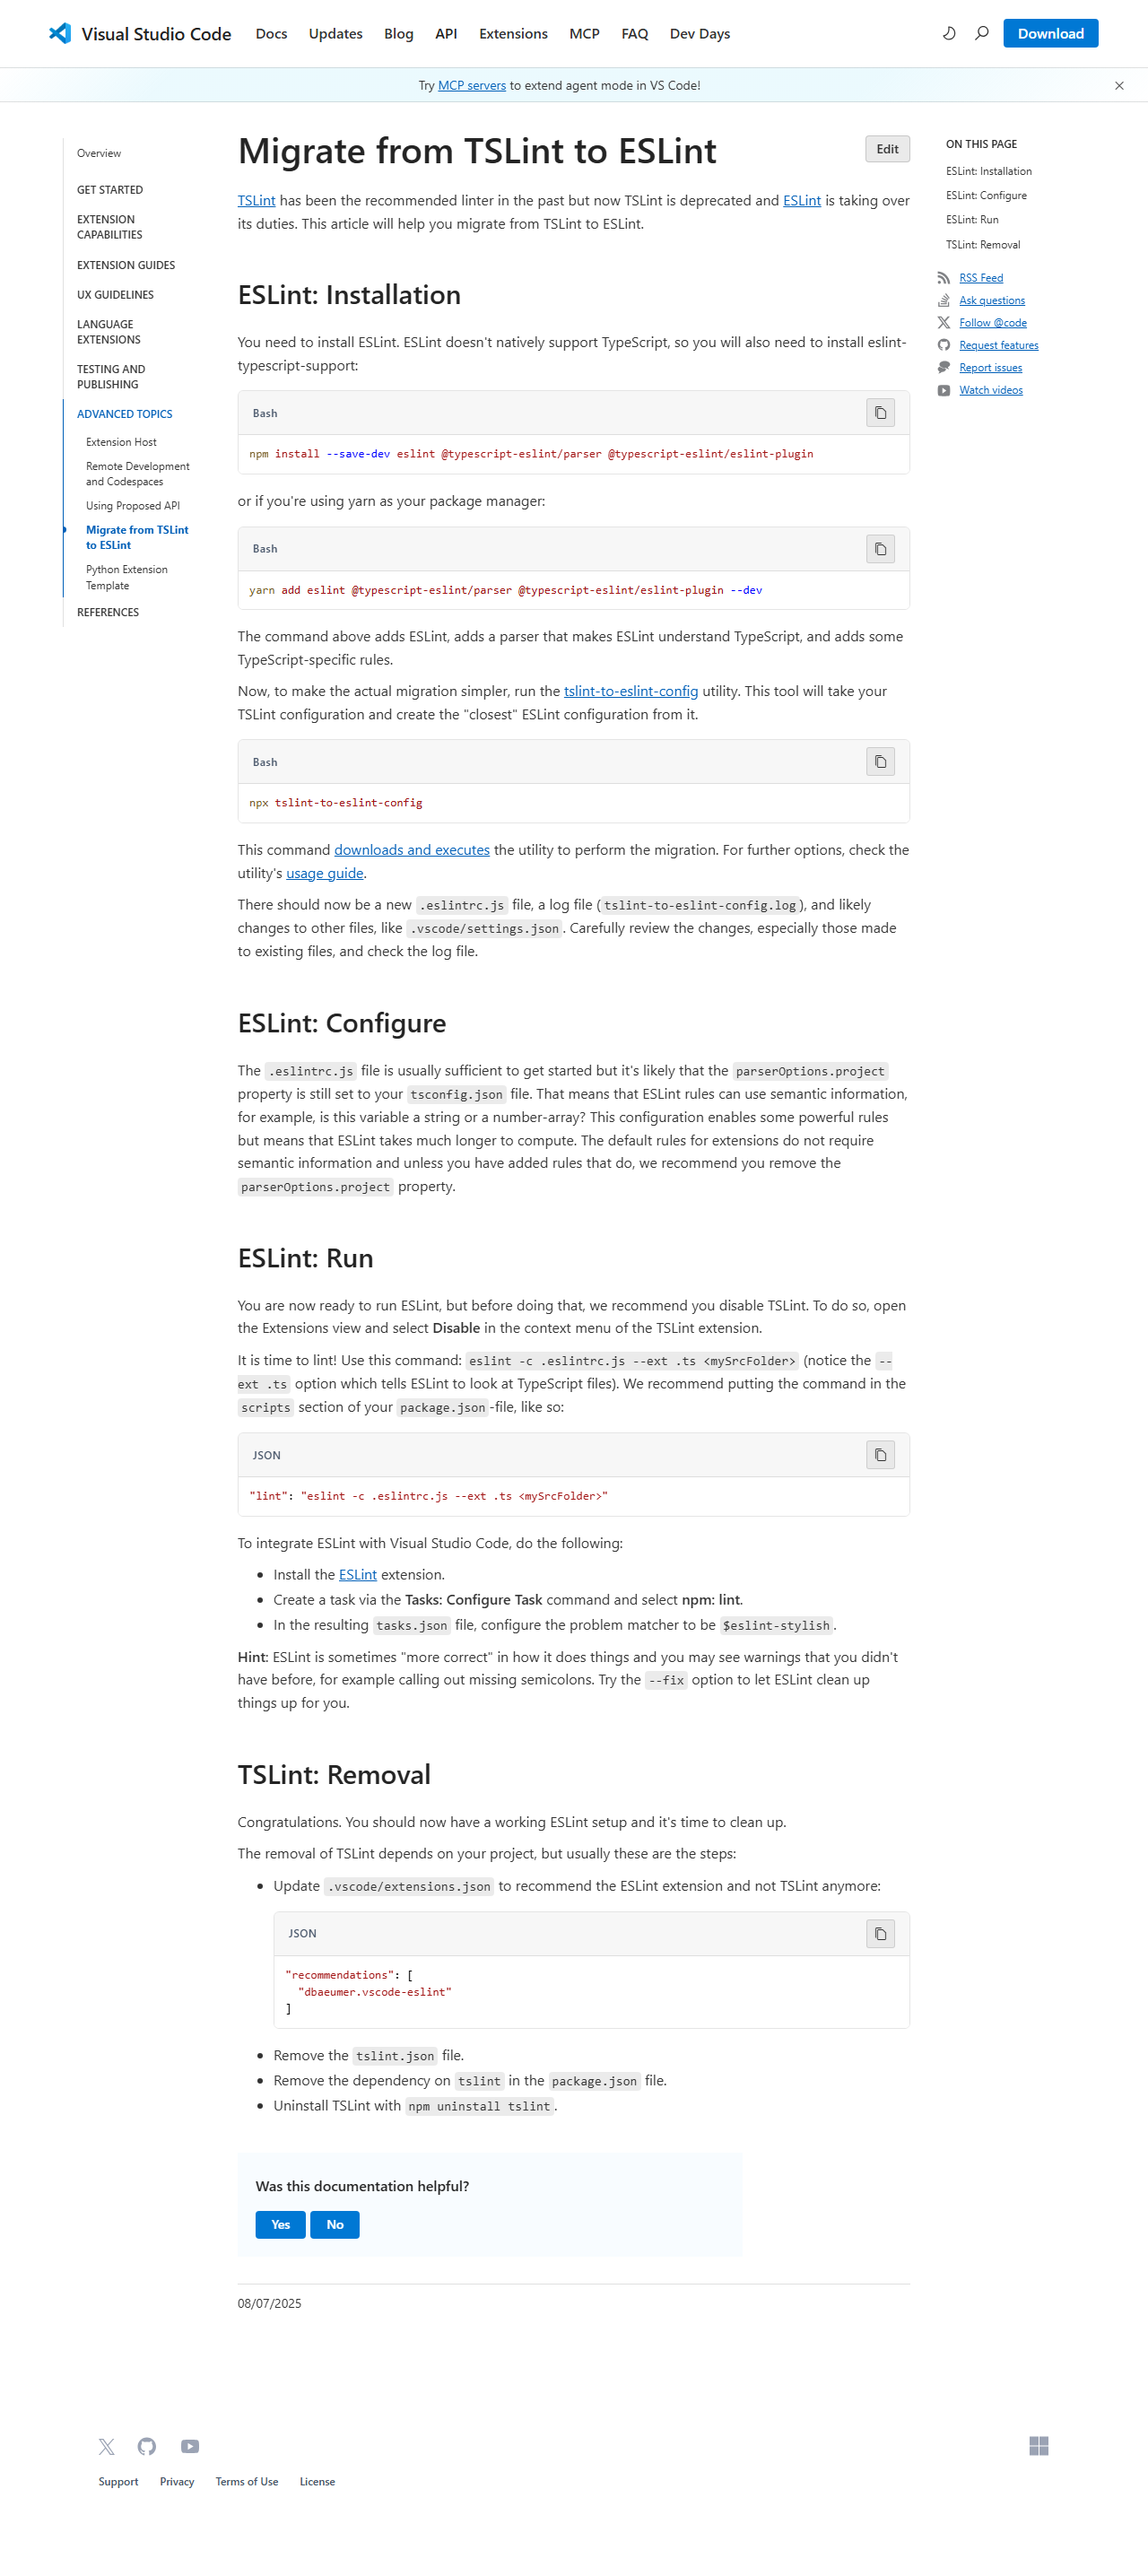 Visual Studio Code Docs Updates Blog API Extensions MCP FAQ Dev Days Download
Try MCP servers to extend agent mode in VS Code!
Overview
GET STARTED
EXTENSION
CAPABILITIES
EXTENSION GUIDES
UX GUIDELINES
LANGUAGE
EXTENSIONS
TESTING AND
PUBLISHING
ADVANCED TOPICS
Extension Host
Remote Development
and Codespaces
Using Proposed API
Migrate from TSLint
to ESLint
Python Extension
Template
REFERENCES
Migrate from TSLint to ESLint
Edit
TSLint has been the recommended linter in the past but now TSLint is deprecated and ESLint is taking over
its duties. This article will help you migrate from TSLint to ESLint.
ESLint: Installation
You need to install ESLint. ESLint doesn't natively support TypeScript, so you will also need to install eslint-
typescript-support:
Bash
npm install --save-dev eslint @typescript-eslint/parser @typescript-eslint/eslint-plugin
or if you're using yarn as your package manager:
Bash
yarn add eslint @typescript-eslint/parser @typescript-eslint/eslint-plugin --dev
The command above adds ESLint, adds a parser that makes ESLint understand TypeScript, and adds some
TypeScript-specific rules.
Now, to make the actual migration simpler, run the tslint-to-eslint-config utility. This tool will take your
TSLint configuration and create the "closest" ESLint configuration from it.
Bash
npx tslint-to-eslint-config
This command downloads and executes the utility to perform the migration. For further options, check the
utility's usage guide.
There should now be a new .eslintrc.js file, a log file (tslint-to-eslint-config.log), and likely
changes to other files, like .vscode/settings.json. Carefully review the changes, especially those made
to existing files, and check the log file.
ESLint: Configure
The .eslintrc.js file is usually sufficient to get started but it's likely that the parserOptions.project
property is still set to your tsconfig.json file. That means that ESLint rules can use semantic information,
for example, is this variable a string or a number-array? This configuration enables some powerful rules
but means that ESLint takes much longer to compute. The default rules for extensions do not require
semantic information and unless you have added rules that do, we recommend you remove the
parserOptions.project property.
ESLint: Run
You are now ready to run ESLint, but before doing that, we recommend you disable TSLint. To do so, open
the Extensions view and select Disable in the context menu of the TSLint extension.
It is time to lint! Use this command: eslint -c .eslintrc.js --ext .ts <mySrcFolder> (notice the --
ext .ts option which tells ESLint to look at TypeScript files). We recommend putting the command in the
scripts section of your package.json-file, like so:
JSON
"lint": "eslint -c .eslintrc.js --ext .ts <mySrcFolder>"
To integrate ESLint with Visual Studio Code, do the following:
• Install the ESLint extension.
• Create a task via the Tasks: Configure Task command and select npm: lint.
• In the resulting tasks.json file, configure the problem matcher to be $eslint-stylish.
Hint: ESLint is sometimes "more correct" in how it does things and you may see warnings that you didn't
have before, for example calling out missing semicolons. Try the --fix option to let ESLint clean up
things up for you.
TSLint: Removal
Congratulations. You should now have a working ESLint setup and it's time to clean up.
The removal of TSLint depends on your project, but usually these are the steps:
• Update .vscode/extensions.json to recommend the ESLint extension and not TSLint anymore:
JSON
"recommendations": [
"dbaeumer.vscode-eslint"
]
• Remove the tslint.json file.
• Remove the dependency on tslint in the package.json file.
• Uninstall TSLint with npm uninstall tslint.
Was this documentation helpful?
Yes No
08/07/2025
ON THIS PAGE
ESLint: Installation
ESLint: Configure
ESLint: Run
TSLint: Removal
RSS Feed
Ask questions
Follow @code
Request features
Report issues
Watch videos
Support Privacy Terms of Use License